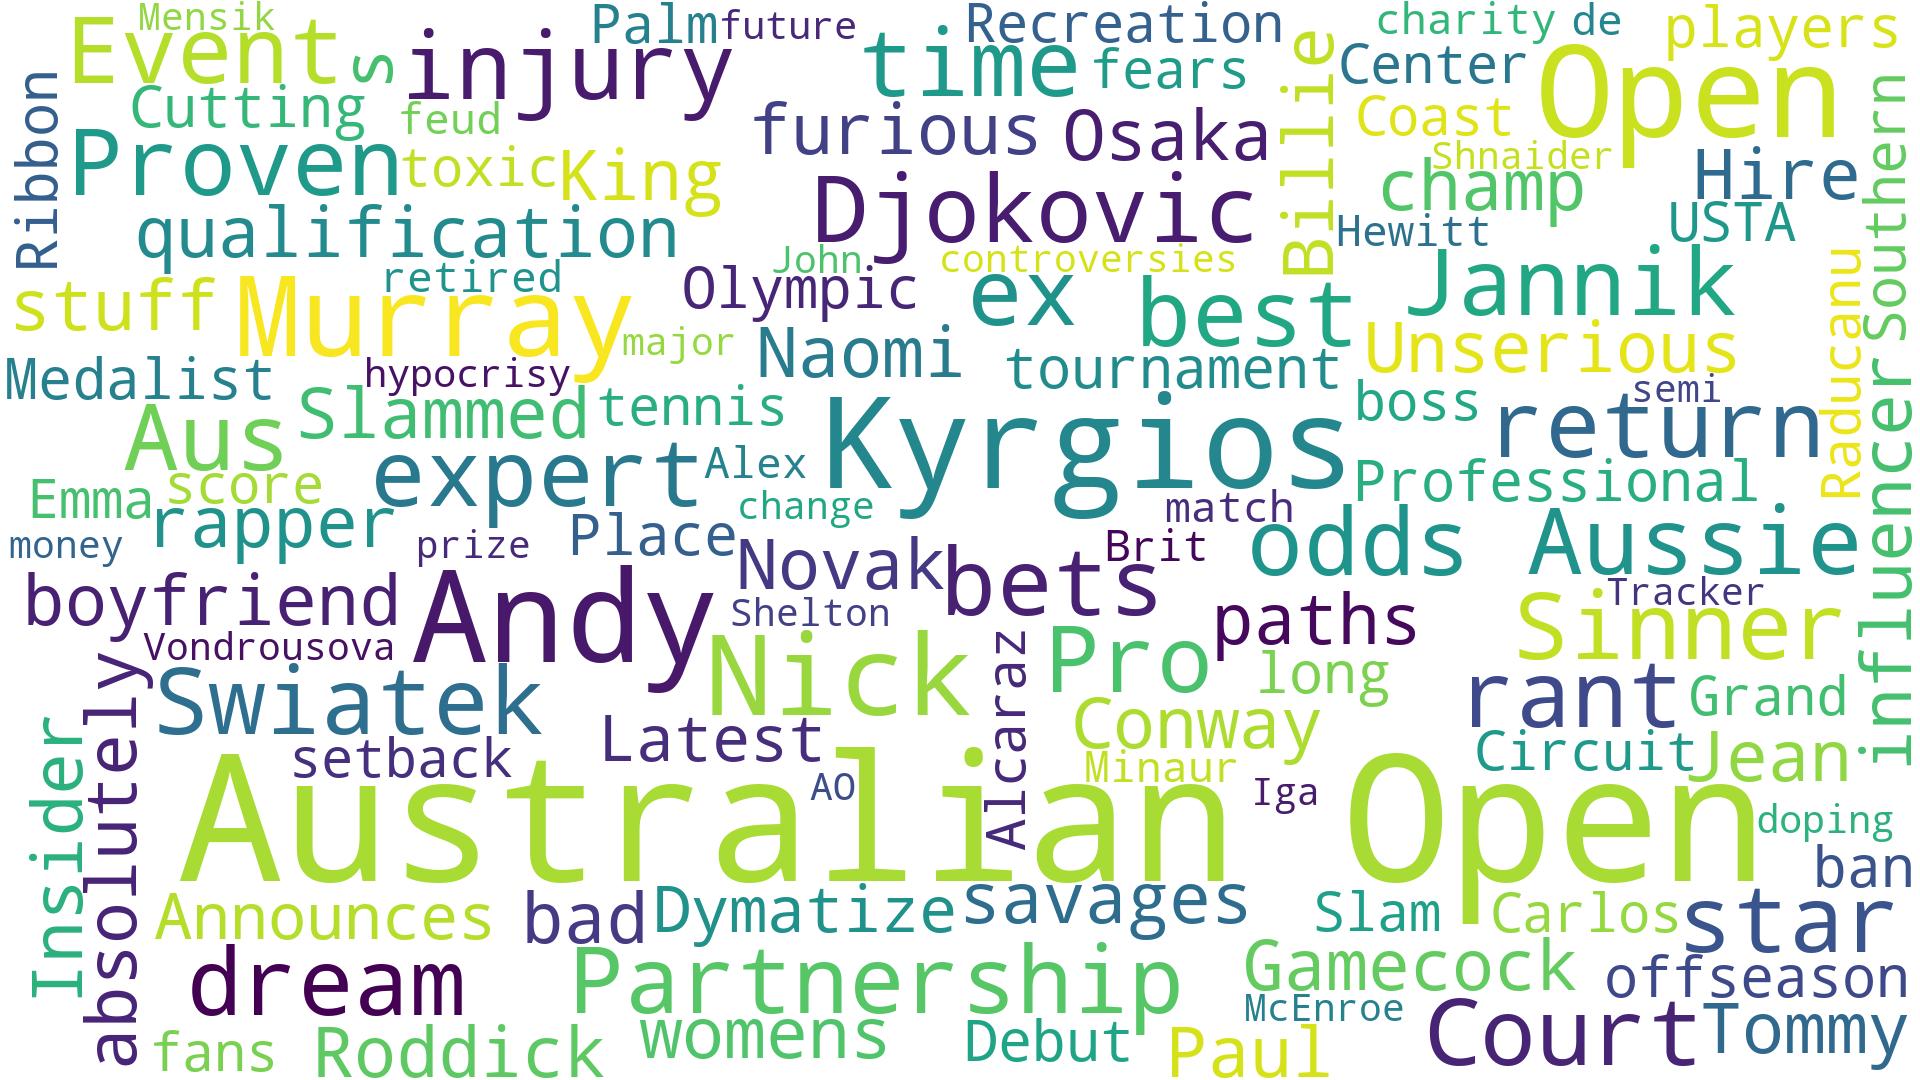 Mensik
Event
s
injury
Palm
future
time
Recreation
fears
Billie
charity
de
Center
players
Open
Ribbon
Cutting
feud
Proven
toxic
King
furious
Osaka
Coast
Shnaider
champ
Hire
Southern
qualification
Djokovic
Hewitt
USTA
retired
John
controversies
Olympic
stuff
Murray
ex
best
Jannik
Raducanu
major
Naomi
tournament
Unserious
Medalist
hypocrisy
semi
Aus
Slammed
tennis
Kyrgios
boss
return
expert
Alex
Professional
influencer
Emma
score
rapper
change
match
money
prize
Place
Novak
bets
Brit
odds
Aussie
boyfriend
Andy
Shelton
paths
Tracker
Sinner
Vondrousova
absolutely
Swiatek
Nick
Alcaraz
Pro
long
rant
Grand
Insider
setback
Latest
Conway
Circuit
Jean
Minaur
Australian Open
AO
Iga
doping
ban
Announces
bad
Dymatize
savages
Slam
Carlos
star
dream
Partnership
Gamecock
offseason
McEnroe
fans
Roddick
womens
Debut
Paul
Court
Tommy